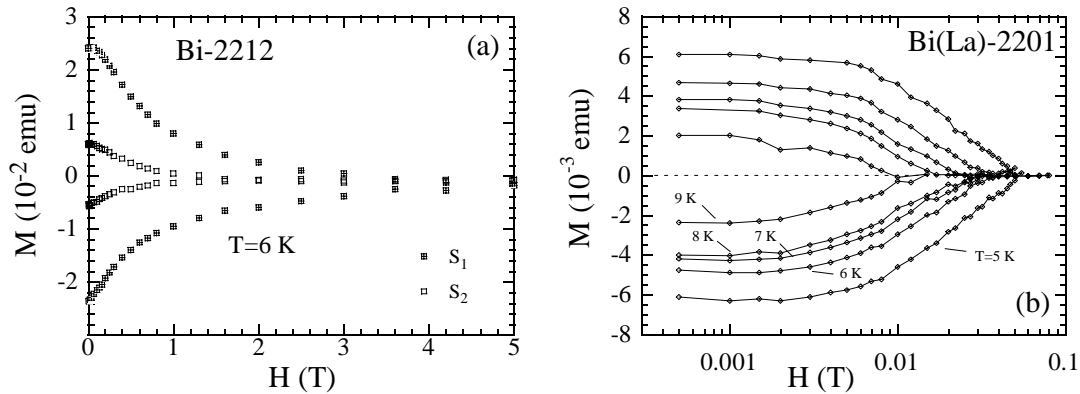 Bi-2212
(a)
M (10⁻² emu)
3
2
1
0
-1
-2
T=6 K
S₁
S₂
0 1 2 3 4 5
H (T)
Bi(La)-2201
M (10⁻³ emu)
8
6
4
2
0
-2
-4
-6
-8
9 K
8 K
7 K
6 K
T=5 K
(b)
0.001 0.01 0.1
H (T)